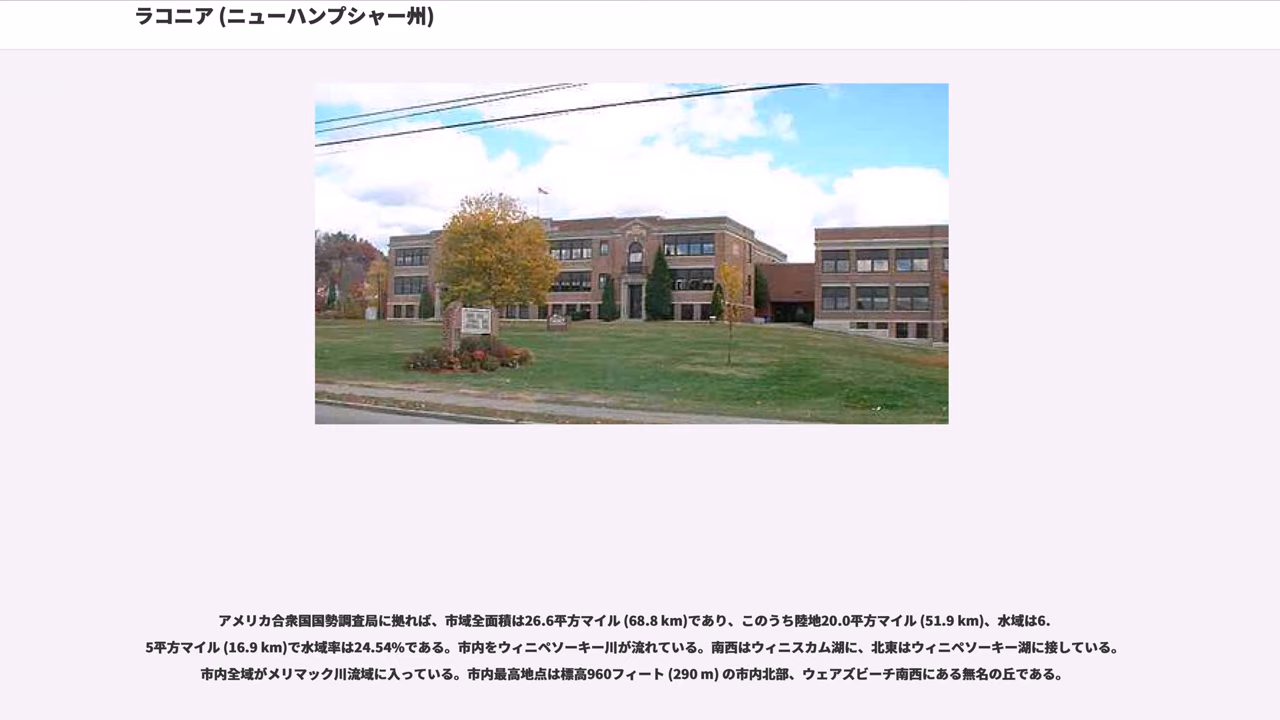 ラコニア (ニューハンプシャー州)
アメリカ合衆国国勢調査局に拠れば、市域全面積は26.6平方マイル (68.8 km)であり、このうち陸地20.0平方マイル (51.9 km)、水域は6.
5平方マイル (16.9 km)で水域率は24.54%である。市内をウィニペソーキー川が流れている。南西はウィニスカム湖に、北東はウィニペソーキー湖に接している。
市内全域がメリマック川流域に入っている。市内最高地点は標高960フィート (290 m) の市内北部、ウェアズビーチ南西にある無名の丘である。